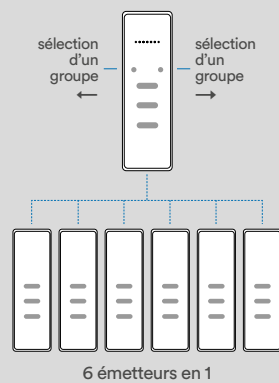 sélection
d'un
groupe
←
sélection
d'un
groupe
→
6 émetteurs en 1